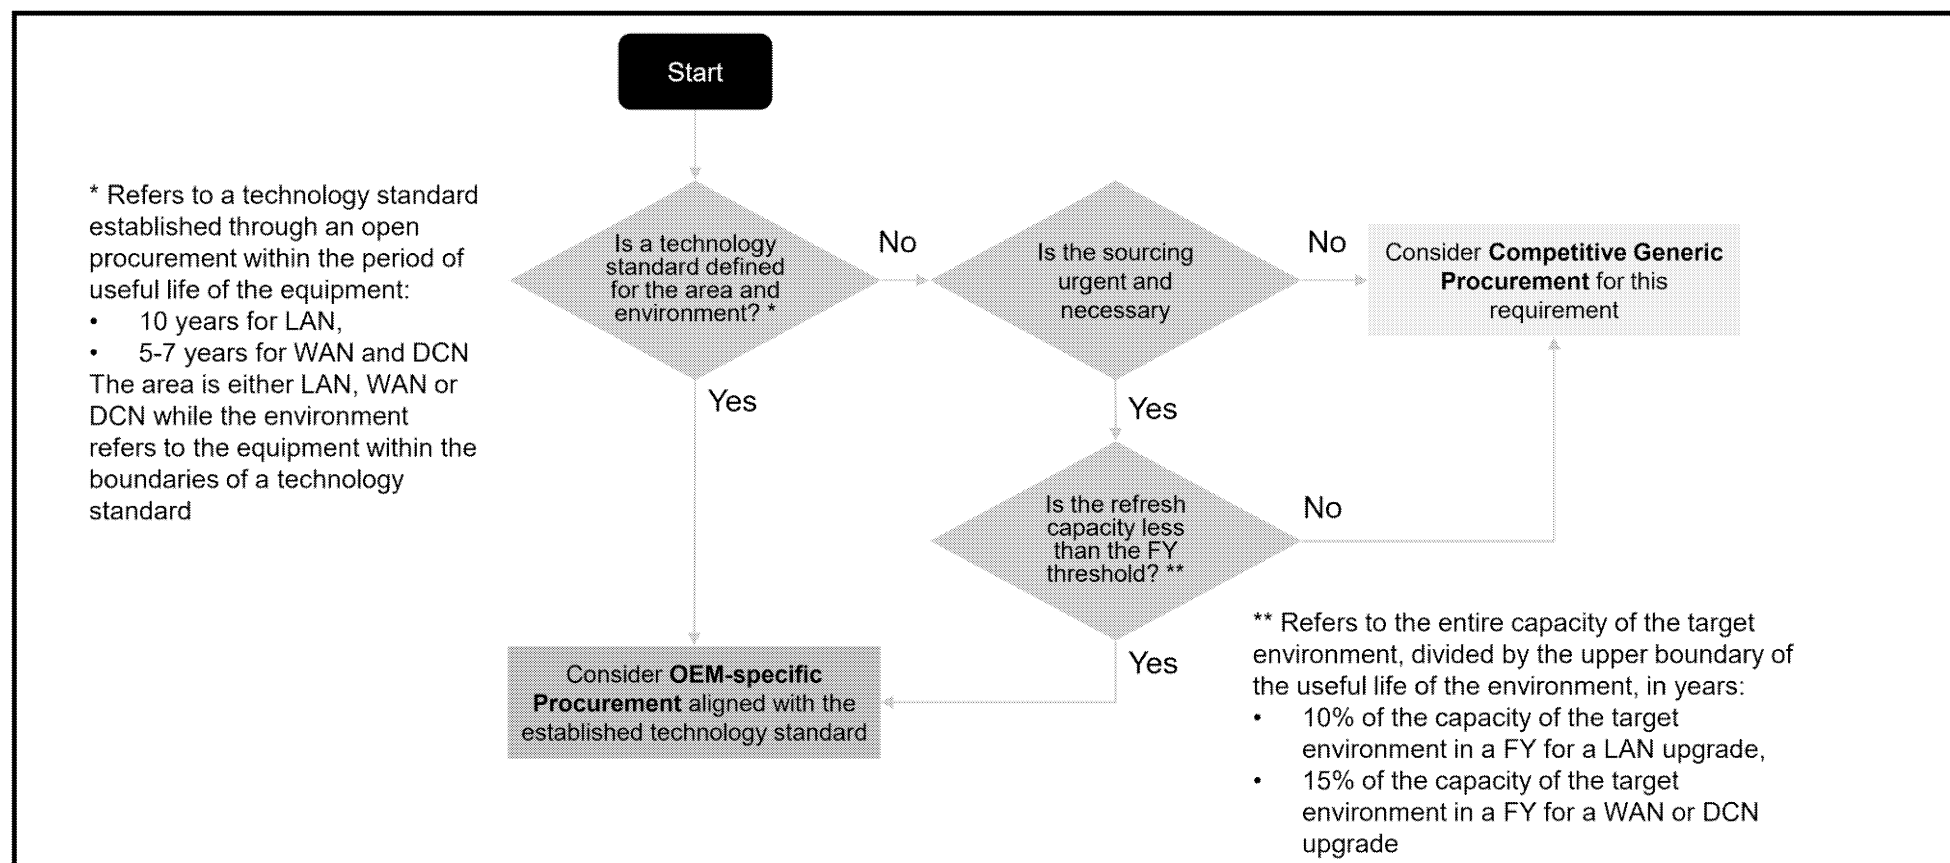 Start
* Refers to a technology standard
established through an open
procurement within the period of
useful life of the equipment:
• 10 years for LAN,
• 5-7 years for WAN and DCN
The area is either LAN, WAN or
DCN while the environment
refers to the equipment within the
boundaries of a technology
standard
Is a technology
standard defined
for the area and
environment? *
No
Is the sourcing
urgent and
necessary
No
Consider Competitive Generic
Procurement for this
requirement
Yes
Yes
Is the refresh
capacity less
than the FY
threshold? **
No
Yes
Consider OEM-specific
Procurement aligned with the
established technology standard
** Refers to the entire capacity of the target
environment, divided by the upper boundary of
the useful life of the environment, in years:
• 10% of the capacity of the target
environment in a FY for a LAN upgrade,
• 15% of the capacity of the target
environment in a FY for a WAN or DCN
upgrade